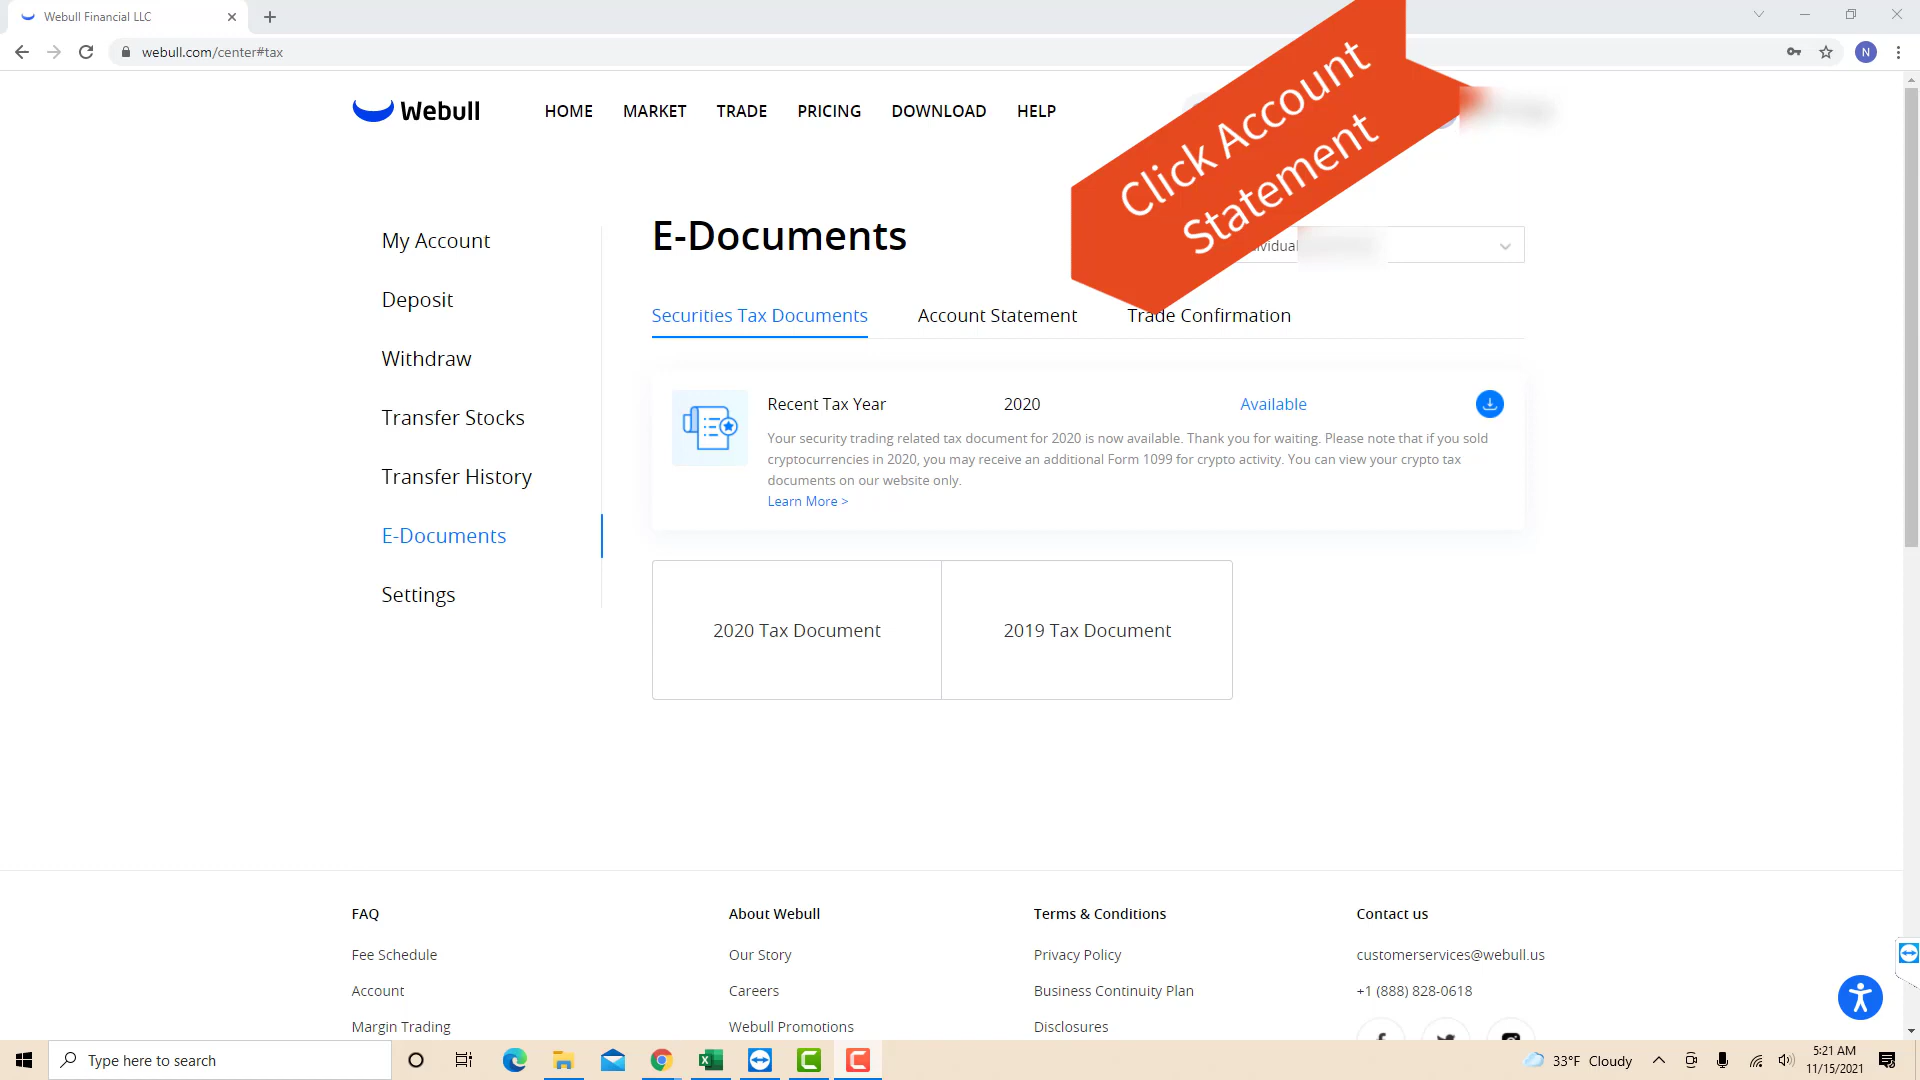 Webull Financial LLC
webull.com/center#tax
N
Webull
HOME MARKET TRADE PRICING DOWNLOAD HELP
Click Account
Statement
My Account
Deposit
Withdraw
Transfer Stocks
Transfer History
E-Documents
Settings
E-Documents
Securities Tax Documents Account Statement Trade Confirmation
Recent Tax Year 2020 Available
Your security trading related tax document for 2020 is now available. Thank you for waiting. Please note that if you sold
cryptocurrencies in 2020, you may receive an additional Form 1099 for crypto activity. You can view your crypto tax
documents on our website only.
Learn More >
2020 Tax Document 2019 Tax Document
FAQ
Fee Schedule
Account
Margin Trading
About Webull
Our Story
Careers
Webull Promotions
Terms & Conditions
Privacy Policy
Business Continuity Plan
Disclosures
Contact us
customerservices@webull.us
+1 (888) 828-0618
Type here to search
33°F Cloudy
5:21 AM
11/15/2021